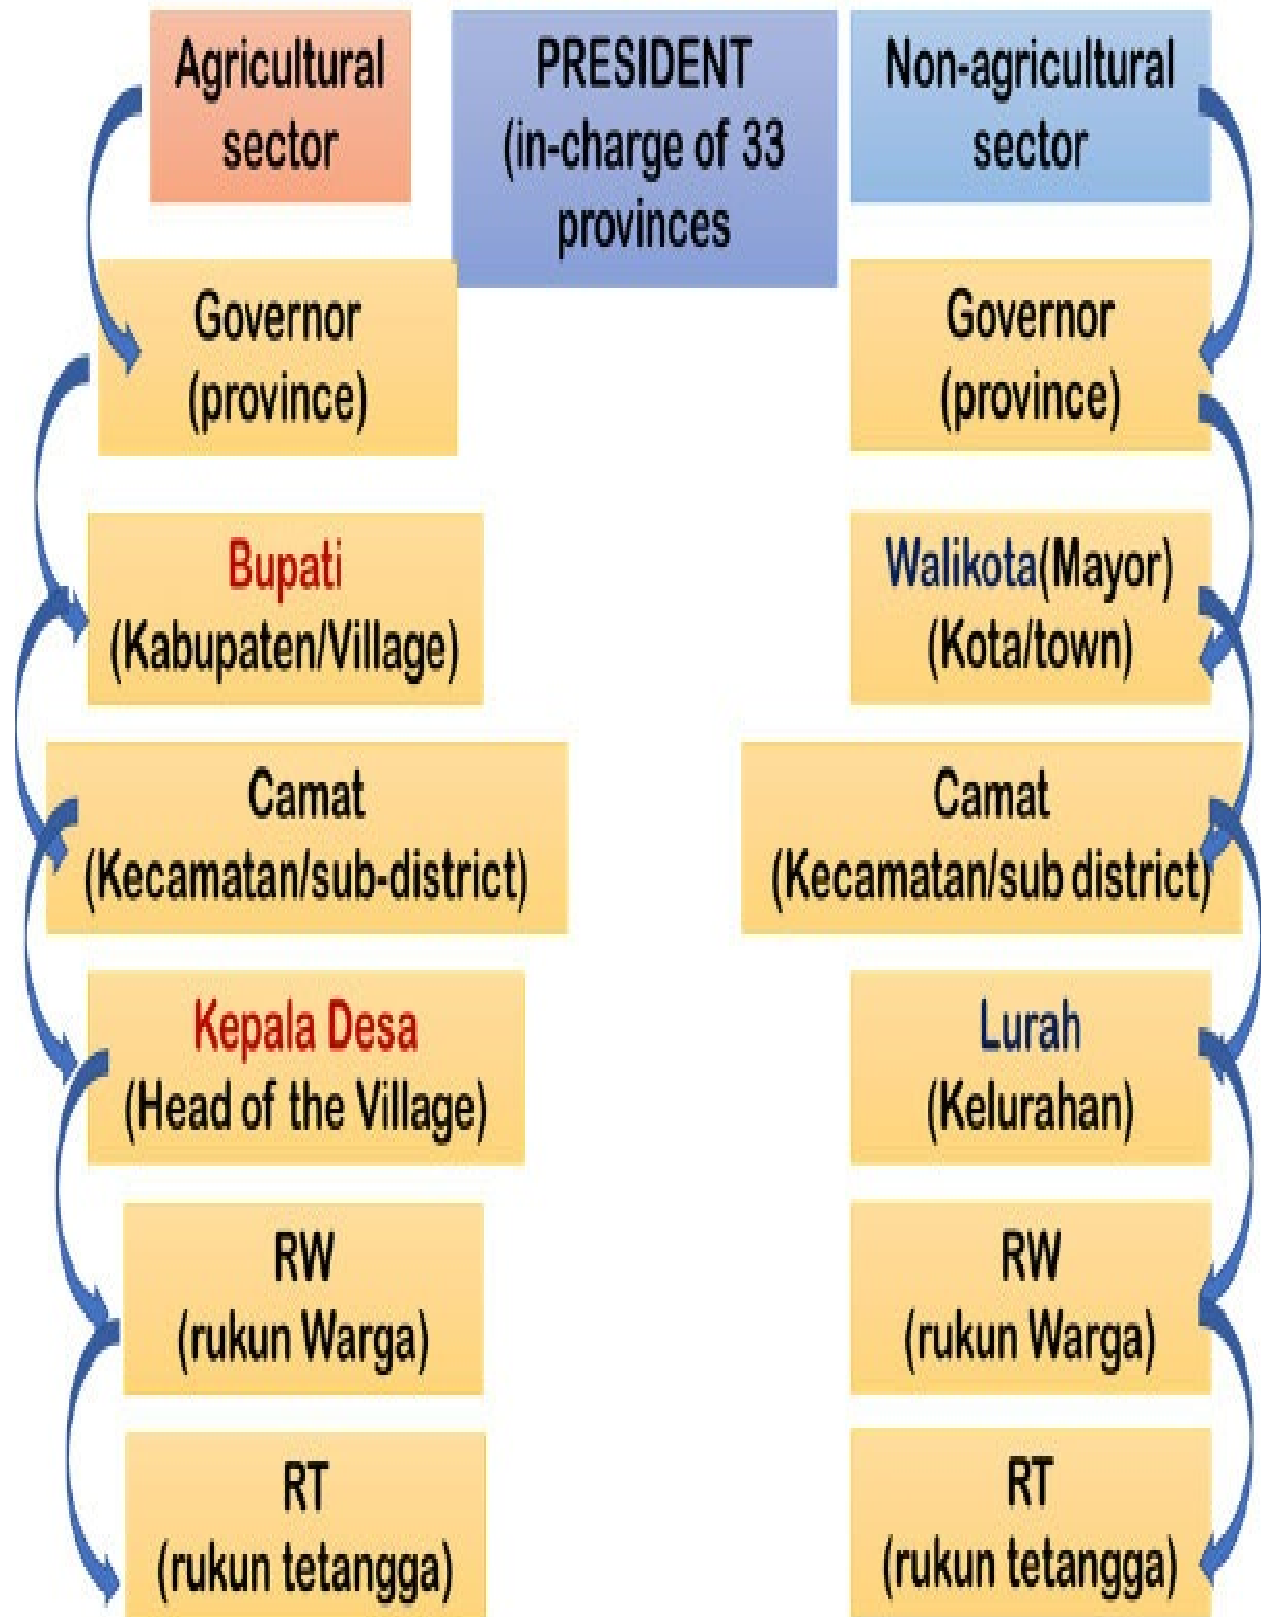 Agricultural
sector
PRESIDENT
(in-charge of 33
provinces
Non-agricultural
sector
Governor
(province)
Governor
(province)
Bupati
(Kabupaten/Village)
Walikota(Mayor)
(Kota/town)
Camat
(Kecamatan/sub-district)
Camat
(Kecamatan/sub district)
Kepala Desa
(Head of the Village)
Lurah
(Kelurahan)
RW
(rukun Warga)
RW
(rukun Warga)
RT
(rukun tetangga)
RT
(rukun tetangga)